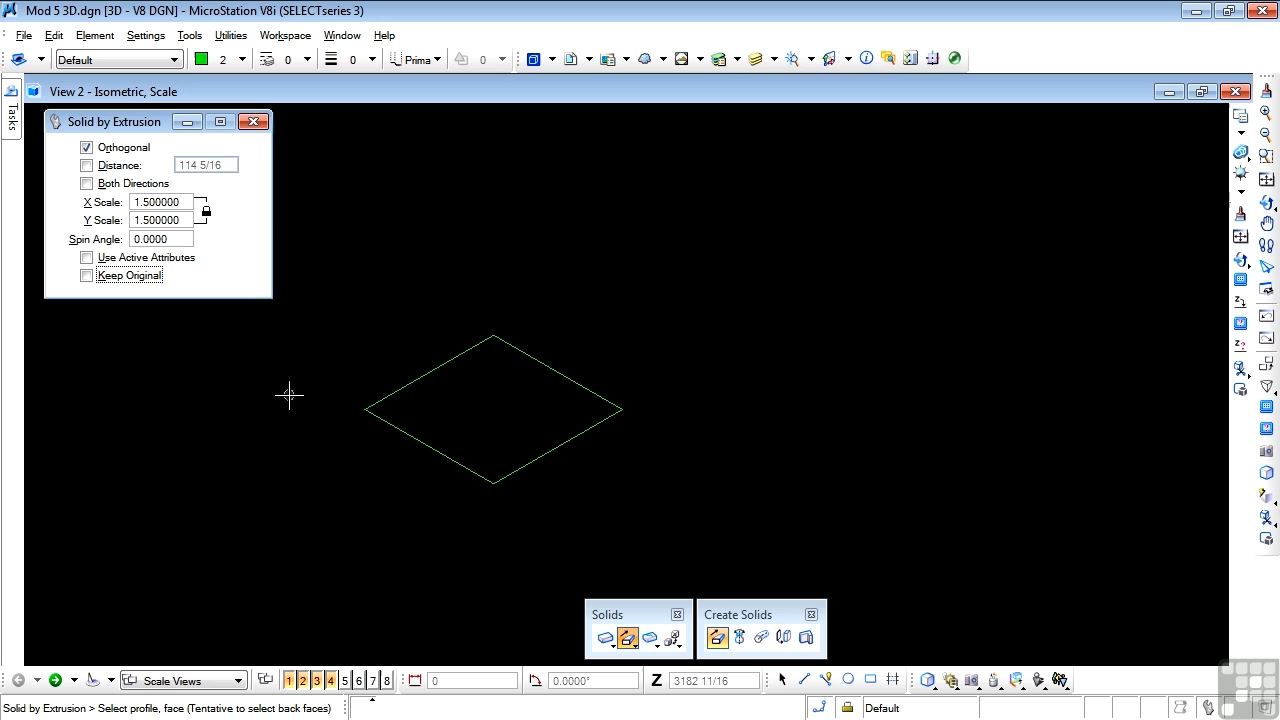 Mod 5 3D.dgn [3D - V8 DGN] - MicroStation V8i (SELECTseries 3)
File Edit Element Settings Tools Utilities Workspace Window Help
Default 2 0 0 Prima 0
View 2 - Isometric, Scale
Tasks
Solid by Extrusion
Orthogonal
Distance: 114 5/16
Both Directions
X Scale: 1.500000
Y Scale: 1.500000
Spin Angle: 0.0000
Use Active Attributes
Keep Original
Solids Create Solids
Scale Views 1 2 3 4 5 6 7 8 0 0.0000° Z 3182 11/16
Solid by Extrusion > Select profile, face (Tentative to select back faces) Default